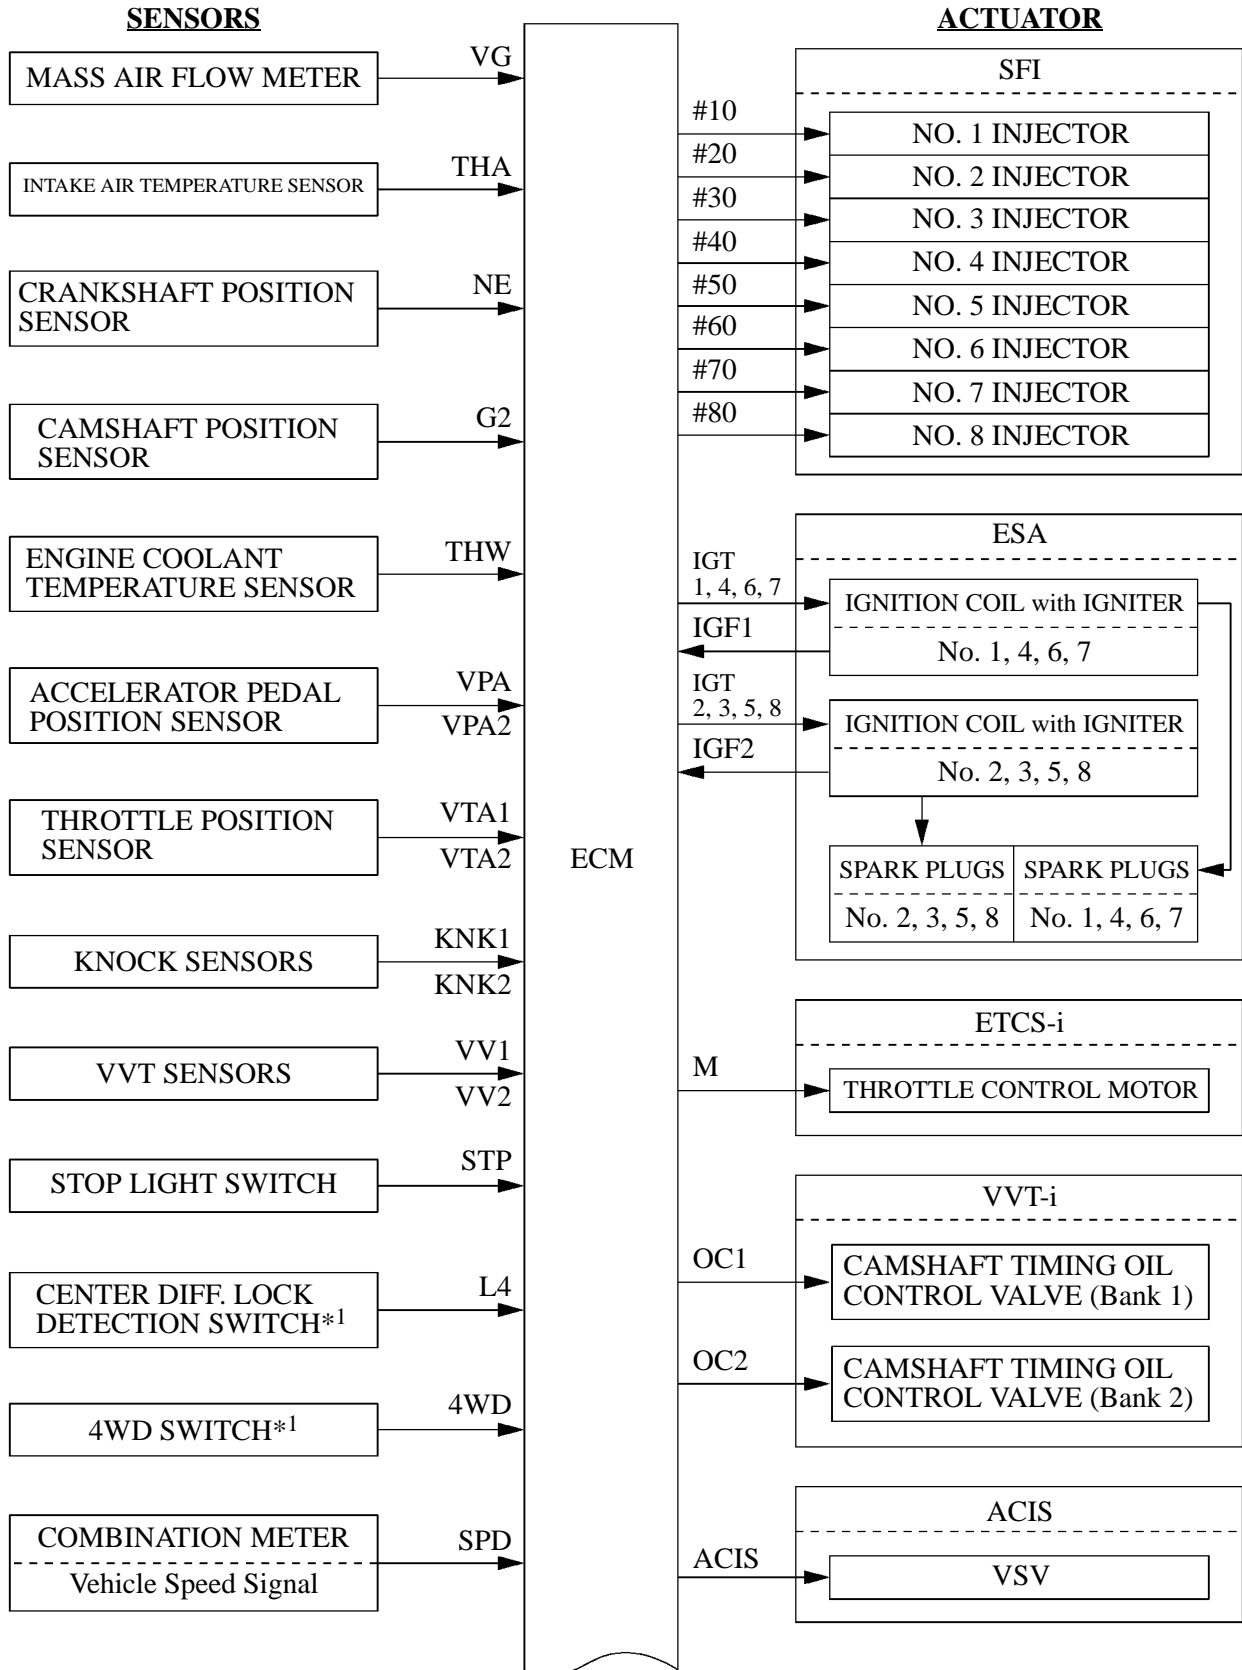 SENSORS
MASS AIR FLOW METER
VG
INTAKE AIR TEMPERATURE SENSOR
THA
CRANKSHAFT POSITION
SENSOR
NE
CAMSHAFT POSITION
SENSOR
G2
ENGINE COOLANT
TEMPERATURE SENSOR
THW
ACCELERATOR PEDAL
POSITION SENSOR
VPA
VPA2
THROTTLE POSITION
SENSOR
VTA1
VTA2
KNOCK SENSORS
KNK1
KNK2
VVT SENSORS
VV1
VV2
STOP LIGHT SWITCH
STP
CENTER DIFF. LOCK
DETECTION SWITCH*1
L4
4WD SWITCH*1
4WD
COMBINATION METER
Vehicle Speed Signal
SPD
ECM
ACTUATOR
SFI
#10
NO. 1 INJECTOR
#20
NO. 2 INJECTOR
#30
NO. 3 INJECTOR
#40
NO. 4 INJECTOR
#50
NO. 5 INJECTOR
#60
NO. 6 INJECTOR
#70
NO. 7 INJECTOR
#80
NO. 8 INJECTOR
ESA
IGT
1, 4, 6, 7
IGF1
IGNITION COIL with IGNITER
No. 1, 4, 6, 7
IGT
2, 3, 5, 8
IGF2
IGNITION COIL with IGNITER
No. 2, 3, 5, 8
SPARK PLUGS
No. 2, 3, 5, 8
SPARK PLUGS
No. 1, 4, 6, 7
ETCS-i
M
THROTTLE CONTROL MOTOR
VVT-i
OC1
CAMSHAFT TIMING OIL
CONTROL VALVE (Bank 1)
OC2
CAMSHAFT TIMING OIL
CONTROL VALVE (Bank 2)
ACIS
ACIS
VSV